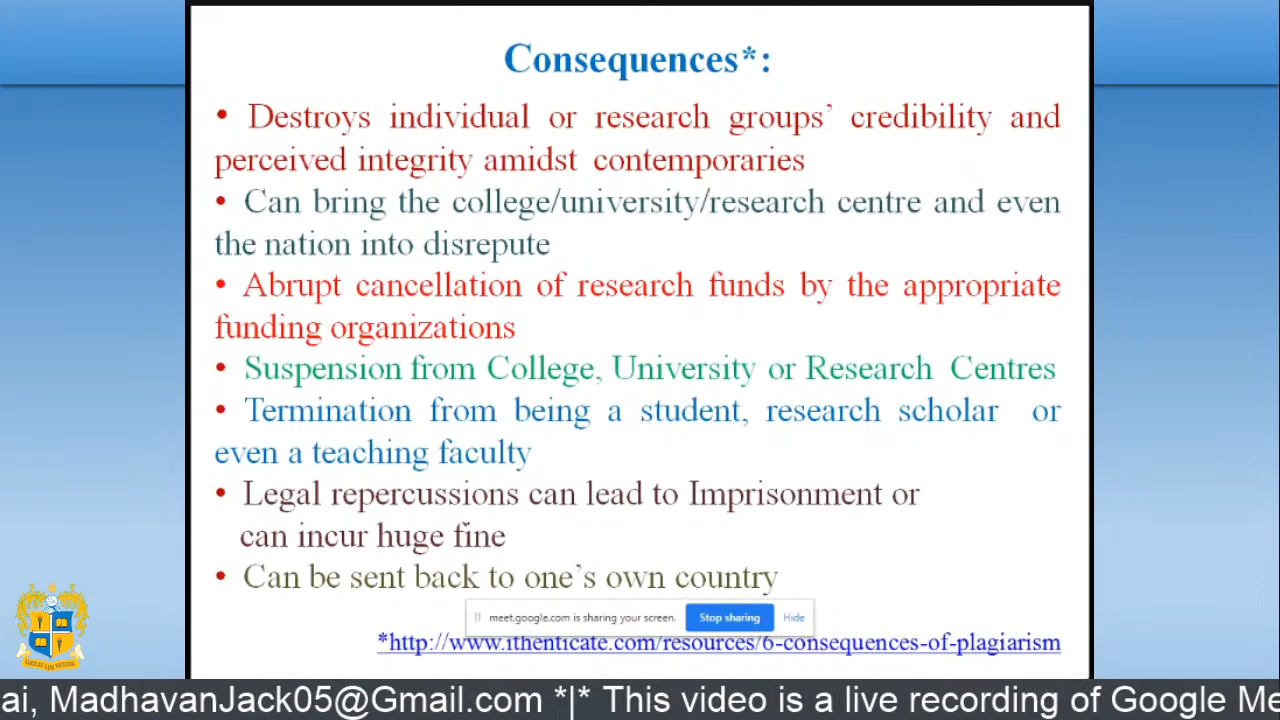 Consequences*:
• Destroys individual or research groups’ credibility and
perceived integrity amidst contemporaries
• Can bring the college/university/research centre and even
the nation into disrepute
• Abrupt cancellation of research funds by the appropriate
funding organizations
• Suspension from College, University or Research Centres
• Termination from being a student, research scholar or
even a teaching faculty
• Legal repercussions can lead to Imprisonment or
can incur huge fine
• Can be sent back to one’s own country
meet.google.com is sharing your screen. Stop sharing Hide
*http://www.ithenticate.com/resources/6-consequences-of-plagiarism
ai, MadhavanJack05@Gmail.com *|* This video is a live recording of Google Me